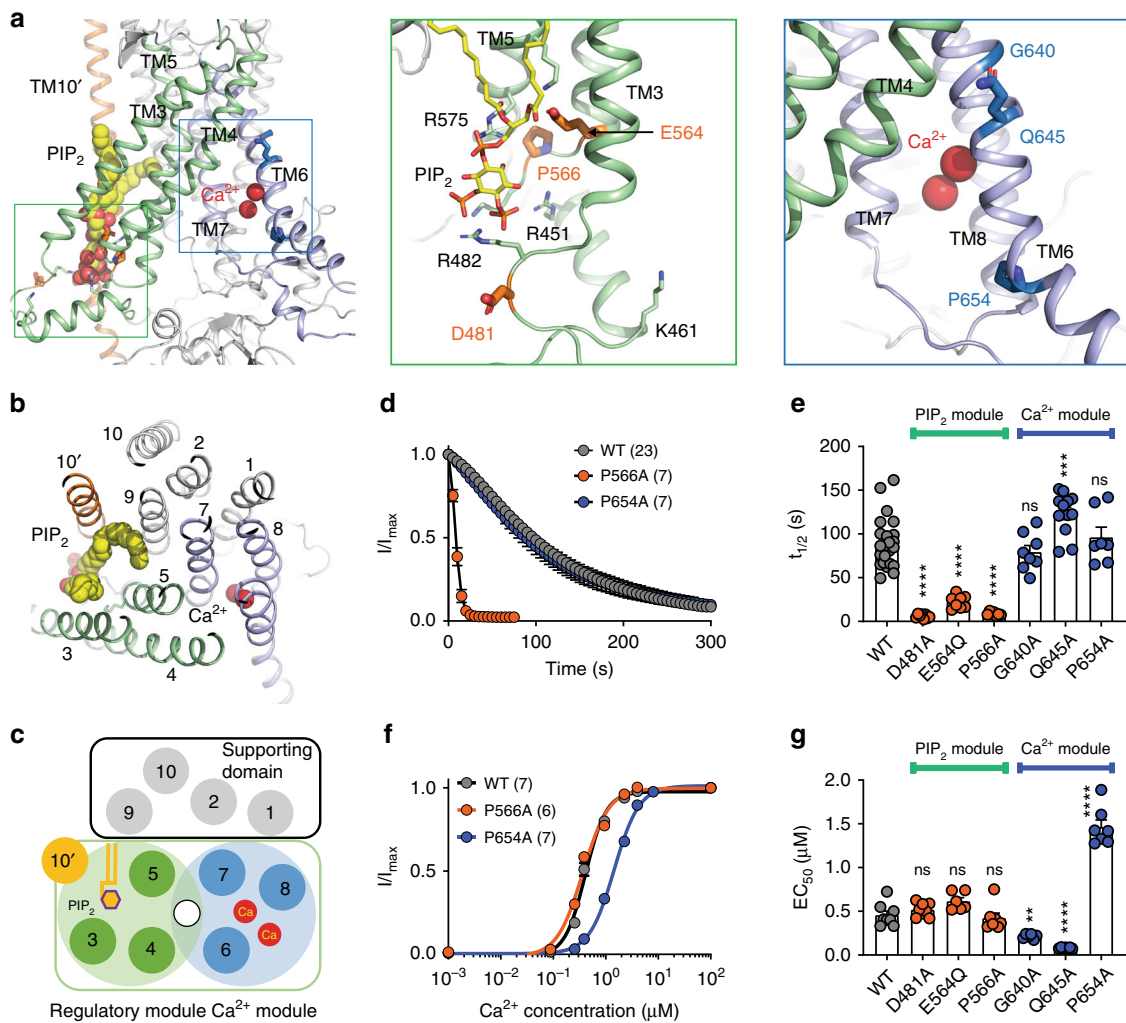 a
TM5
TM10′
TM3
TM4
PIP2
Ca2+
TM6
TM7
TM5
TM3
R575
E564
PIP2
P566
R451
R482
D481
K461
G640
TM4
Ca2+
Q645
TM7
TM8
TM6
P654
b
10
2
10′
1
9
7
8
PIP2
5
Ca2+
3
4
c
Supporting
domain
10
2
9
1
10′
5
7
8
PIP2
Ca
Ca
3
4
6
Regulatory module Ca2+ module
d
WT (23)
P566A (7)
P654A (7)
1.0
0.5
0.0
I/Imax
0 100 200 300
Time (s)
e
PIP2 module Ca2+ module
200
150
100
50
0
t1/2 (s)
**** **** **** ns *** ns
WT D481A E564Q P566A G640A Q645A P654A
f
WT (7)
P566A (6)
P654A (7)
1.0
0.5
0.0
I/Imax
10−3 10−2 10−1 100 101 102
Ca2+ concentration (μM)
g
PIP2 module Ca2+ module
2.0
1.5
1.0
0.5
0.0
EC50 (μM)
ns ns ns ** **** ****
WT D481A E564Q P566A G640A Q645A P654A